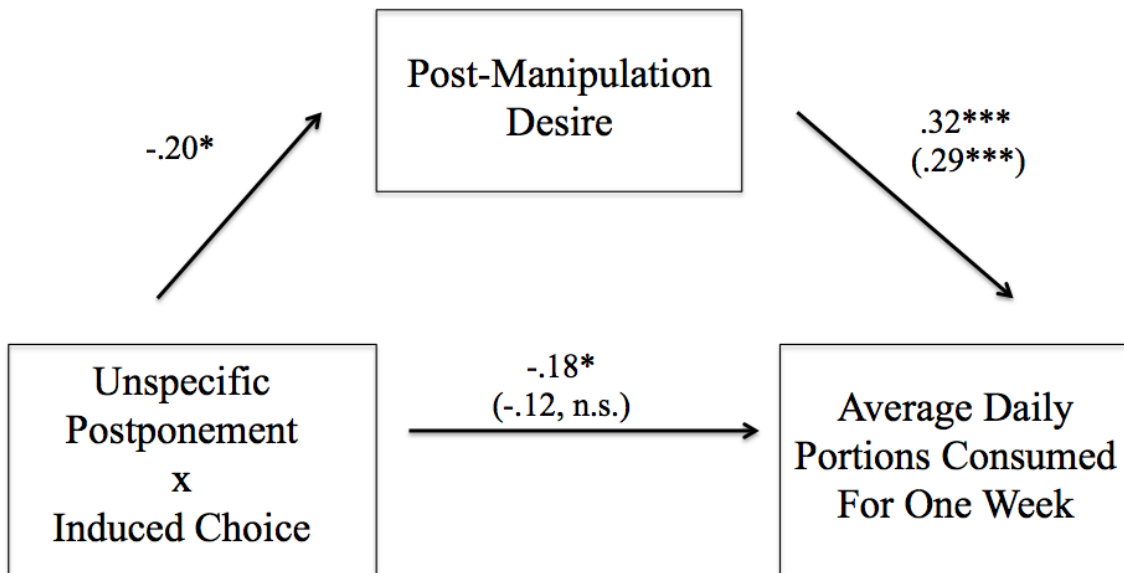 Post-Manipulation
Desire
-.20*
.32***
(.29***)
Unspecific
Postponement
x
Induced Choice
-.18*
(-.12, n.s.)
Average Daily
Portions Consumed
For One Week